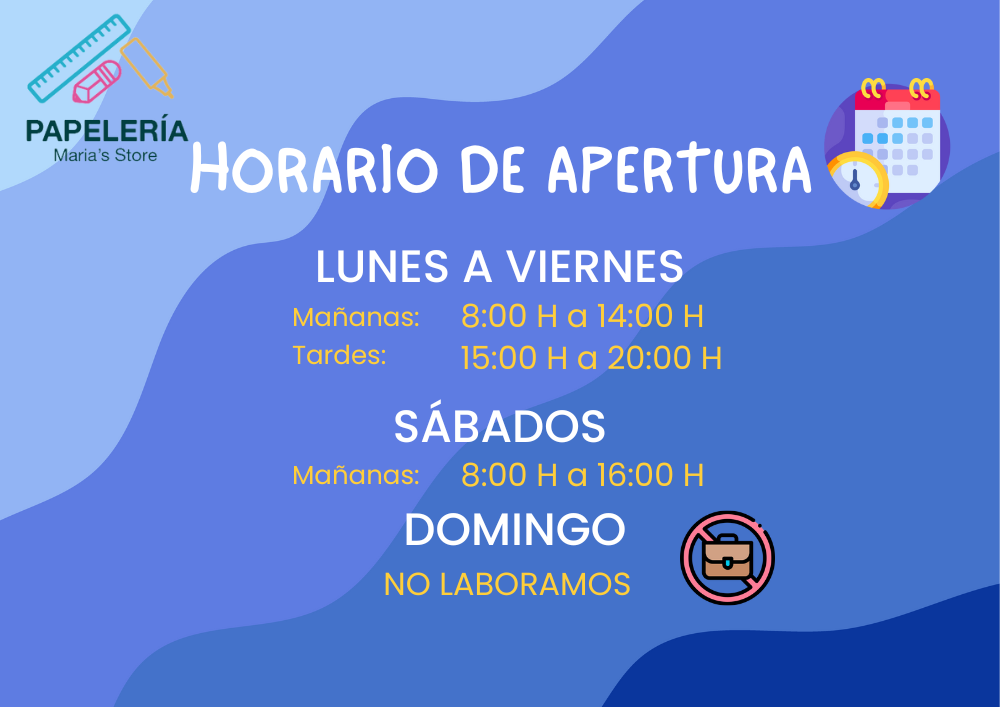 PAPELERÍA
Maria's Store
HORARIO DE APERTURA
LUNES A VIERNES
Mañanas: 8:00 H a 14:00 H
Tardes: 15:00 H a 20:00 H
SÁBADOS
Mañanas: 8:00 H a 16:00 H
DOMINGO
NO LABORAMOS